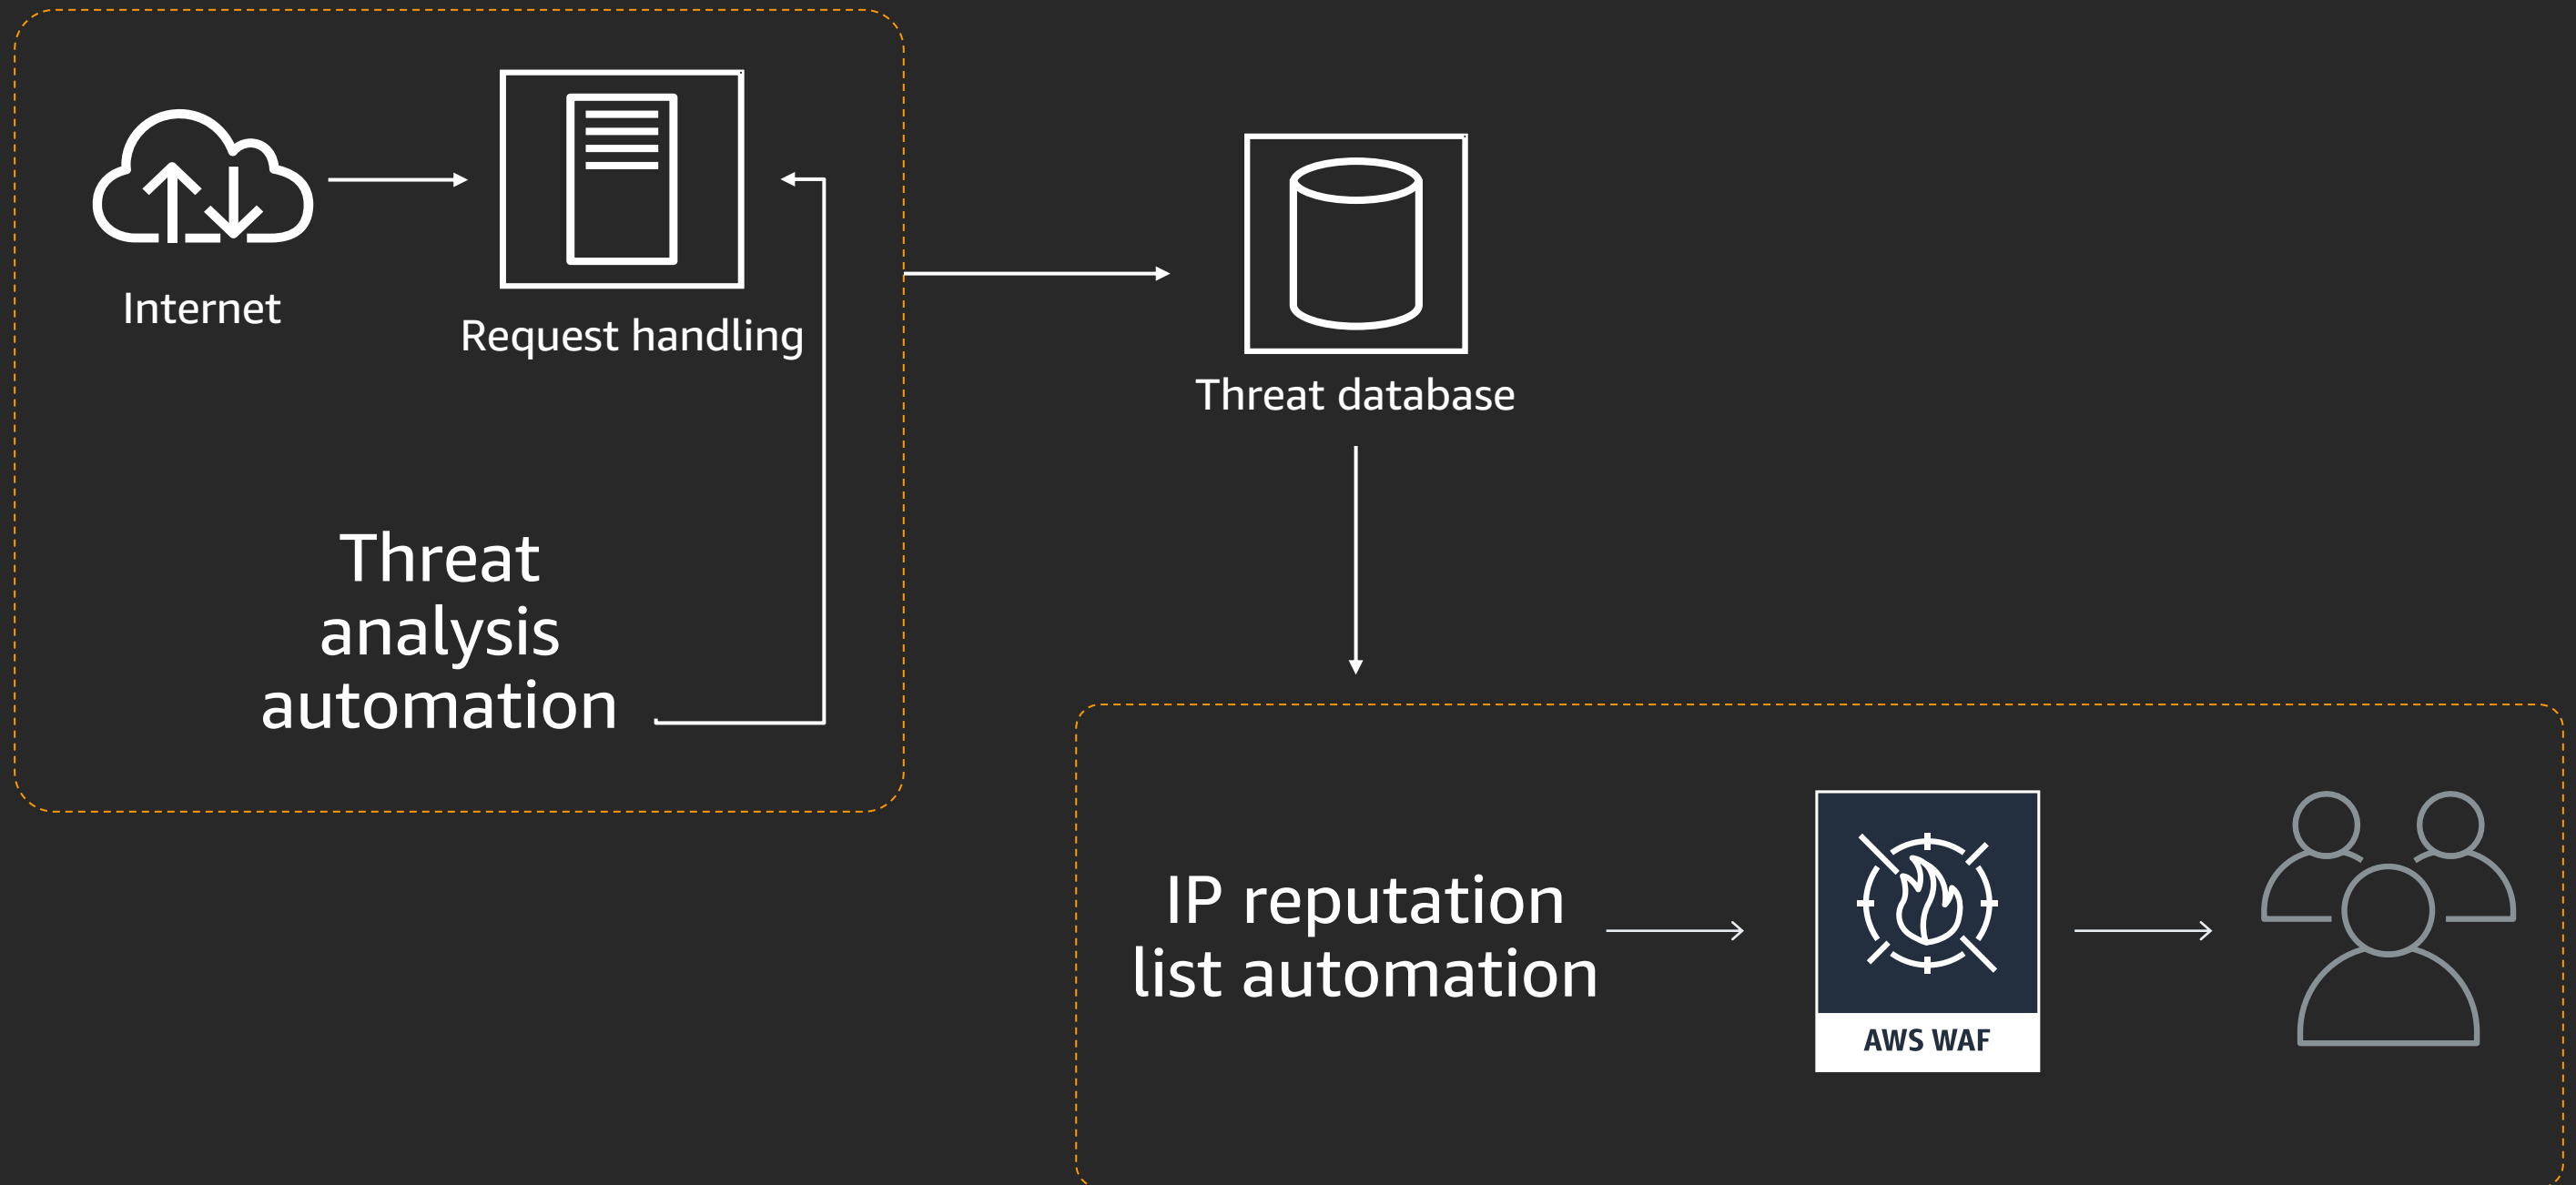 Internet
Request handling
Threat
analysis
automation
Threat database
IP reputation
list automation
AWS WAF